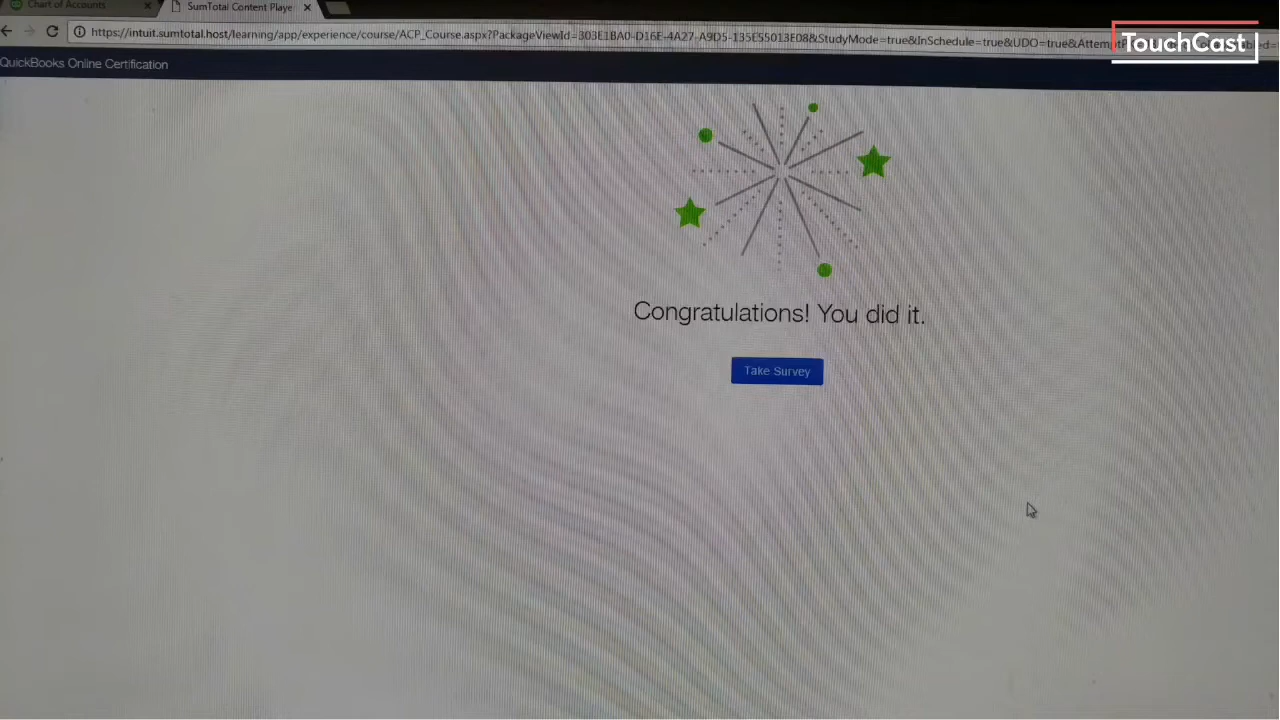 Chart of Accounts
SumTotal Content Playe
https://intuit.sumtotal.host/learning/app/experience/course/ACP_Course.aspx?PackageViewId=303E1BA0-D16E-4A27-A9D5-135E55013E08&StudyMode=true&InSchedule=true&UDO=true&Attempt
TouchCast
QuickBooks Online Certification
Congratulations! You did it.
Take Survey